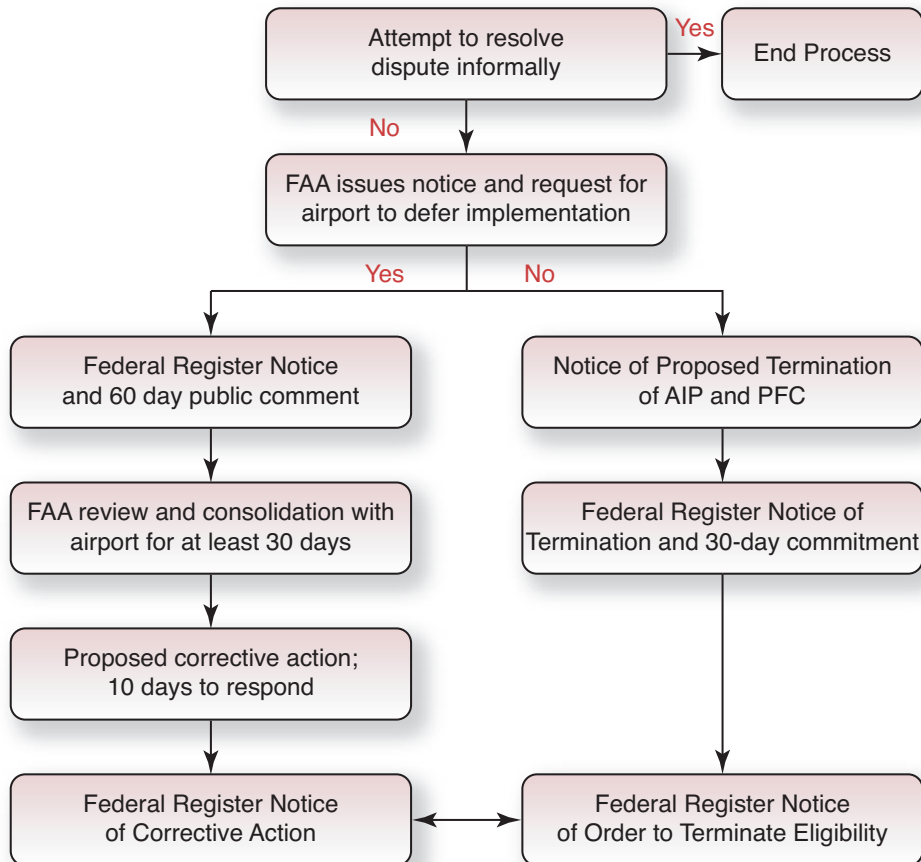 Attempt to resolve
dispute informally
Yes
End Process
No
FAA issues notice and request for
airport to defer implementation
Yes
No
Federal Register Notice
and 60 day public comment
Notice of Proposed Termination
of AIP and PFC
FAA review and consolidation with
airport for at least 30 days
Federal Register Notice of
Termination and 30-day commitment
Proposed corrective action;
10 days to respond
Federal Register Notice
of Corrective Action
Federal Register Notice
of Order to Terminate Eligibility